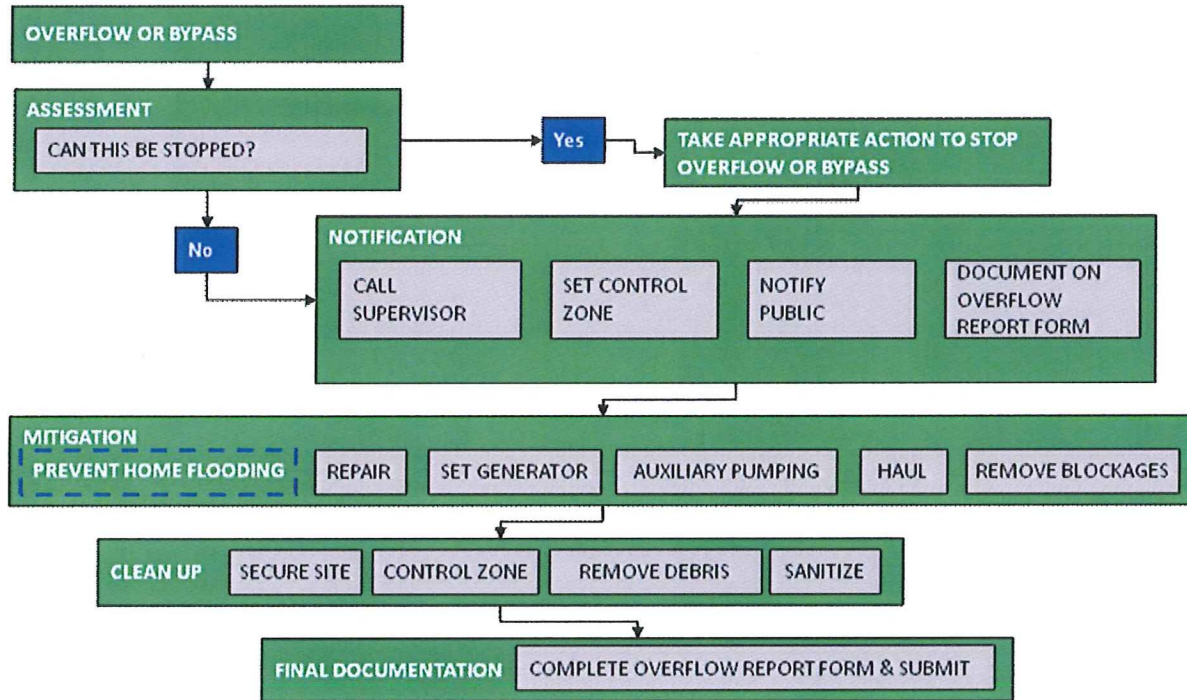 OVERFLOW OR BYPASS
ASSESSMENT
CAN THIS BE STOPPED?
Yes
TAKE APPROPRIATE ACTION TO STOP
OVERFLOW OR BYPASS
No
NOTIFICATION
CALL
SUPERVISOR
SET CONTROL
ZONE
NOTIFY
PUBLIC
DOCUMENT ON
OVERFLOW
REPORT FORM
MITIGATION
PREVENT HOME FLOODING
REPAIR
SET GENERATOR
AUXILIARY PUMPING
HAUL
REMOVE BLOCKAGES
CLEAN UP
SECURE SITE
CONTROL ZONE
REMOVE DEBRIS
SANITIZE
FINAL DOCUMENTATION
COMPLETE OVERFLOW REPORT FORM & SUBMIT